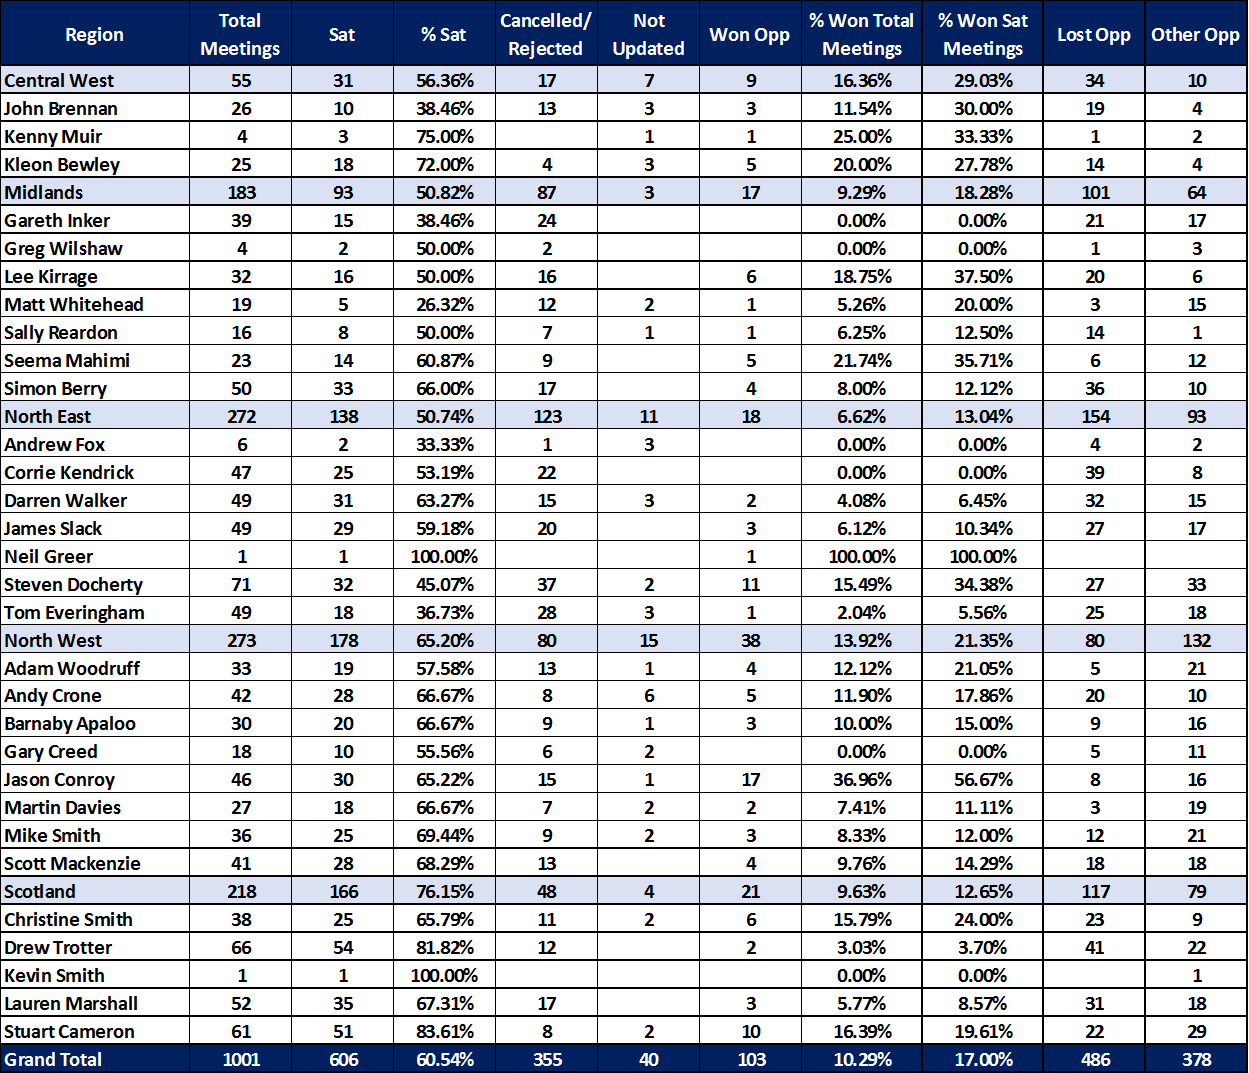 Region Total Meetings Sat % Sat Cancelled/ Rejected Not Updated Won Opp % Won Total Meetings % Won Sat Meetings Lost Opp Other Opp
Central West 55 31 56.36% 17 7 9 16.36% 29.03% 34 10
John Brennan 26 10 38.46% 13 3 3 11.54% 30.00% 19 4
Kenny Muir 4 3 75.00% 1 1 25.00% 33.33% 1 2
Kleon Bewley 25 18 72.00% 4 3 5 20.00% 27.78% 14 4
Midlands 183 93 50.82% 87 3 17 9.29% 18.28% 101 64
Gareth Inker 39 15 38.46% 24 0.00% 0.00% 21 17
Greg Wilshaw 4 2 50.00% 2 0.00% 0.00% 1 3
Lee Kirrage 32 16 50.00% 16 6 18.75% 37.50% 20 6
Matt Whitehead 19 5 26.32% 12 2 1 5.26% 20.00% 3 15
Sally Reardon 16 8 50.00% 7 1 1 6.25% 12.50% 14 1
Seema Mahimi 23 14 60.87% 9 5 21.74% 35.71% 6 12
Simon Berry 50 33 66.00% 17 4 8.00% 12.12% 36 10
North East 272 138 50.74% 123 11 18 6.62% 13.04% 154 93
Andrew Fox 6 2 33.33% 1 3 0.00% 0.00% 4 2
Corrie Kendrick 47 25 53.19% 22 0.00% 0.00% 39 8
Darren Walker 49 31 63.27% 15 3 2 4.08% 6.45% 32 15
James Slack 49 29 59.18% 20 3 6.12% 10.34% 27 17
Neil Greer 1 1 100.00% 1 100.00% 100.00%
Steven Docherty 71 32 45.07% 37 2 11 15.49% 34.38% 27 33
Tom Everingham 49 18 36.73% 28 3 1 2.04% 5.56% 25 18
North West 273 178 65.20% 80 15 38 13.92% 21.35% 80 132
Adam Woodruff 33 19 57.58% 13 1 4 12.12% 21.05% 5 21
Andy Crone 42 28 66.67% 8 6 5 11.90% 17.86% 20 10
Barnaby Apaloo 30 20 66.67% 9 1 3 10.00% 15.00% 9 16
Gary Creed 18 10 55.56% 6 2 0.00% 0.00% 5 11
Jason Conroy 46 30 65.22% 15 1 17 36.96% 56.67% 8 16
Martin Davies 27 18 66.67% 7 2 2 7.41% 11.11% 3 19
Mike Smith 36 25 69.44% 9 2 3 8.33% 12.00% 12 21
Scott Mackenzie 41 28 68.29% 13 4 9.76% 14.29% 18 18
Scotland 218 166 76.15% 48 4 21 9.63% 12.65% 117 79
Christine Smith 38 25 65.79% 11 2 6 15.79% 24.00% 23 9
Drew Trotter 66 54 81.82% 12 2 3.03% 3.70% 41 22
Kevin Smith 1 1 100.00% 0.00% 0.00% 1
Lauren Marshall 52 35 67.31% 17 3 5.77% 8.57% 31 18
Stuart Cameron 61 51 83.61% 8 2 10 16.39% 19.61% 22 29
Grand Total 1001 606 60.54% 355 40 103 10.29% 17.00% 486 378